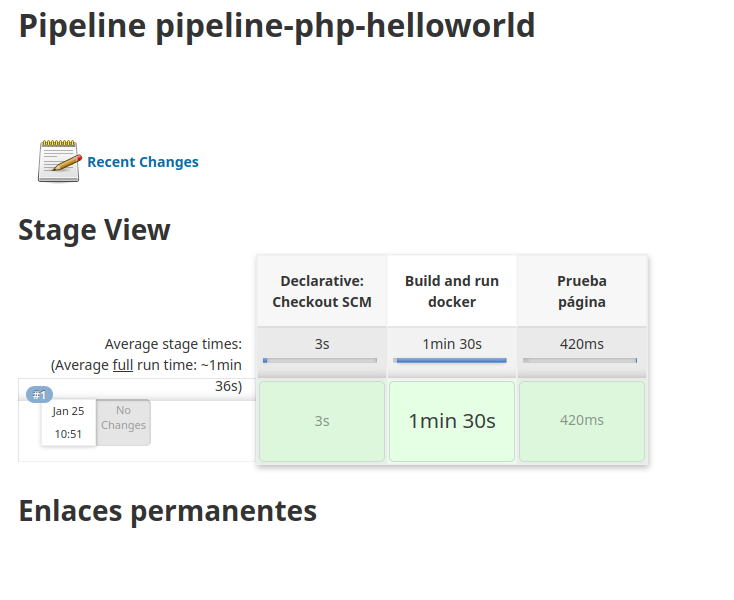 Pipeline pipeline-php-helloworld
Recent Changes
Stage View
Declarative: Checkout SCM
Build and run docker
Prueba página
Average stage times:
(Average full run time: ~1min 36s)
3s
1min 30s
420ms
#1
Jan 25
10:51
No Changes
3s
1min 30s
420ms
Enlaces permanentes